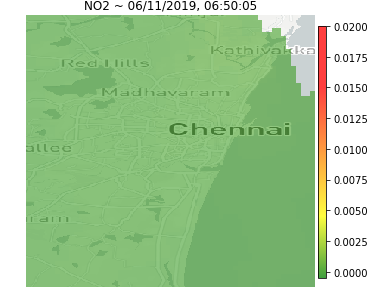 NO2 ~ 06/11/2019, 06:50:05
Kathivakka
Red Hills
Madhavaram
Chennai
allee
ram
0.0200
0.0175
0.0150
0.0125
0.0100
0.0075
0.0050
0.0025
0.0000